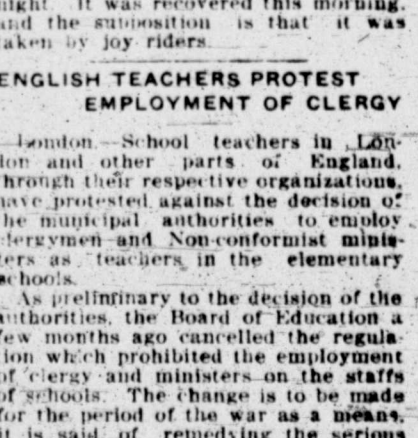 night. It was recovered this morning.
and the supposition is that it was
taken by joy riders.
ENGLISH TEACHERS PROTEST
EMPLOYMENT OF CLERGY
London.—School teachers in Lon-
don and other parts of England,
through their respective organizations,
have protested against the decision of
the municipal authorities to employ
clergymen and Non-conformist minis-
ters as teachers in the elementary
schools.
As prelinfinary to the decision of the
authorities, the Board of Education a
few months ago cancelled the regula-
tion which prohibited the employment
of clergy and ministers on the staffs
of schools. The change is to be made
for the period of the war as a means,
it is said of remedying the serious